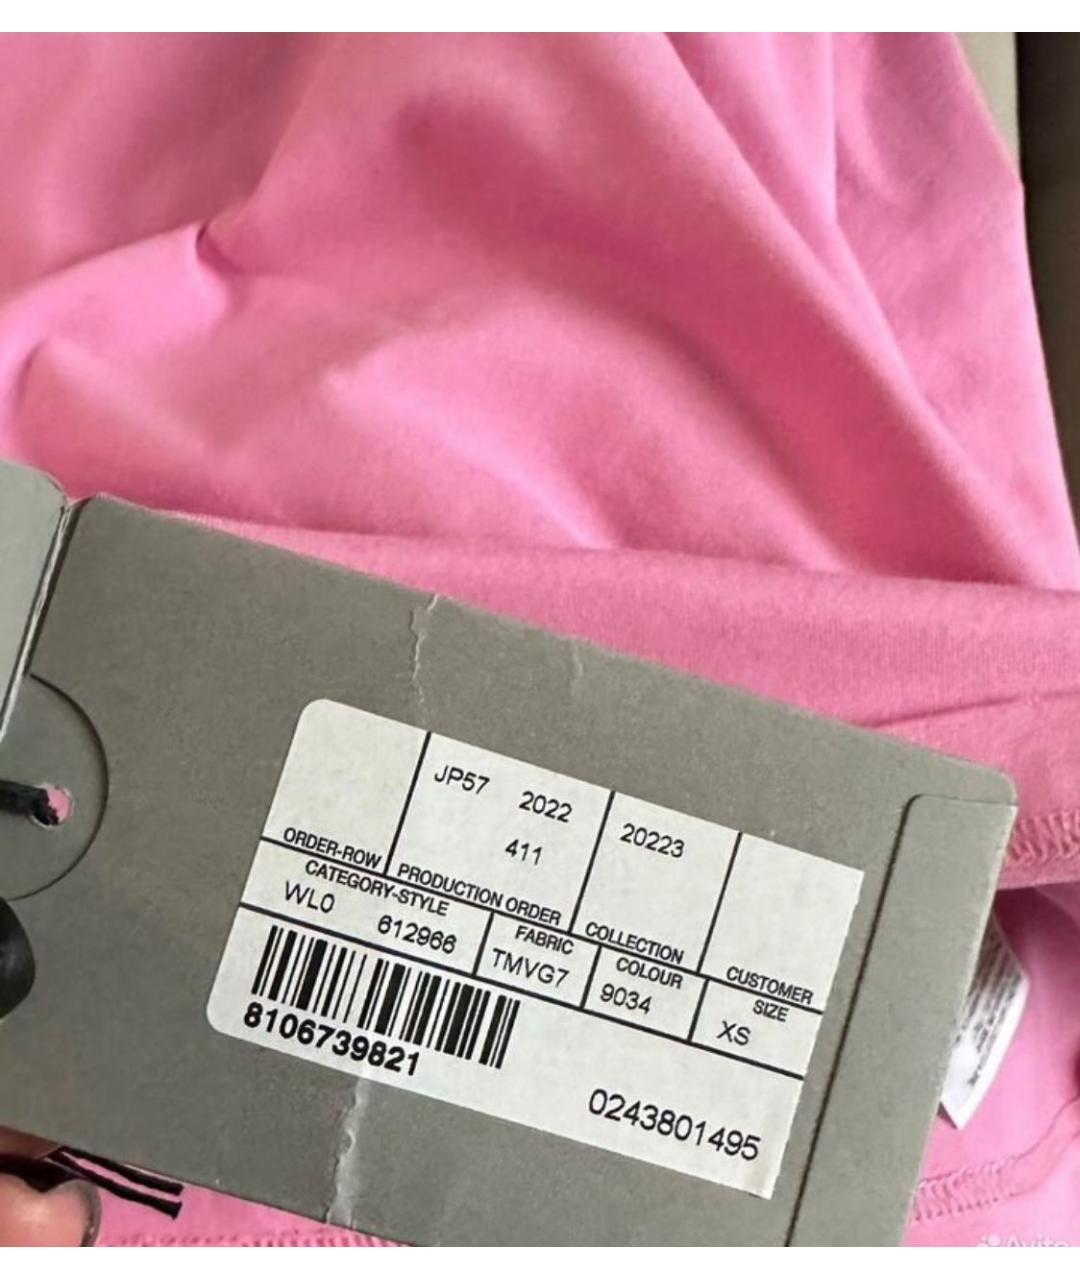 JP57 2022
411
20223
ORDER-ROW
PRODUCTION ORDER
COLLECTION
CUSTOMER
CATEGORY-STYLE
WL0 612966
FABRIC
TMVG7
COLOUR
9034
SIZE
XS
8106739821
0243801495
Avito